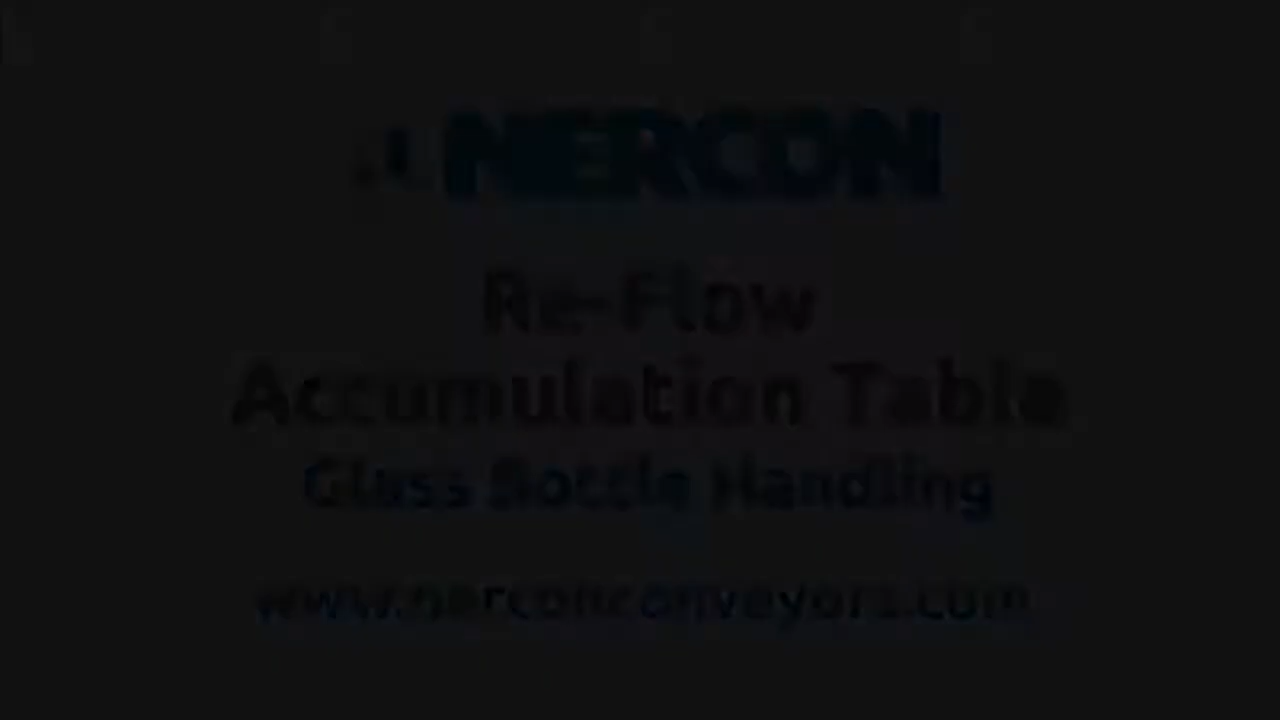 NERCON
Re-Flow
Accumulation Table
Glass Bottle Handling
www.nerconconveyors.com